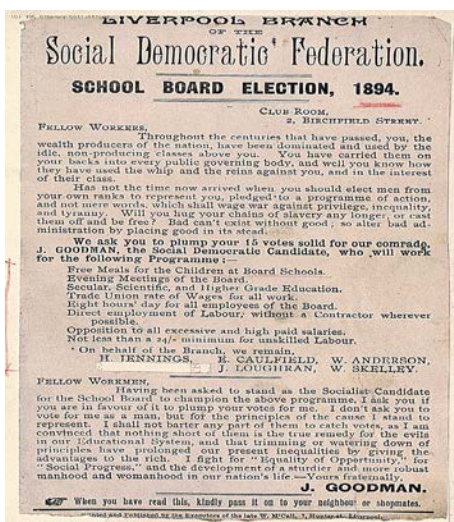 LIVERPOOL BRANCH
OF THE
Social Democratic Federation.
SCHOOL BOARD ELECTION, 1894.
CLUB-ROOM,
2, BIRCHFIELD STREET.
FELLOW WORKERS,
Throughout the centuries that have passed, you, the
wealth producers of the nation, have been dominated and used by the
idle, non-producing classes above you. You have carried them on
your backs into every public governing body, and well you know how
they have used the whip and the reins against you, and in the interest
of their class.
Has not the time now arrived when you should elect men from
your own ranks to represent you, pledged to a programme of action,
and not mere words, which shall wage war against privilege, inequality,
and tyranny. Will you hug your chains of slavery any longer, or cast
them off and be free? Bad can't exist without good; so alter bad ad-
ministration by placing good in its stead.
We ask you to plump your 15 votes solid for our comrade,
J. GOODMAN, the Social Democratic Candidate, who will work
for the following Programme:—
Free Meals for the Children at Board Schools.
Evening Meetings of the Board.
Secular, Scientific, and Higher Grade Education.
Trade Union rate of Wages for all work.
Eight hours' day for all employees of the Board.
Direct employment of Labour, without a Contractor wherever
possible.
Opposition to all excessive and high paid salaries.
Not less than a 24/- minimum for unskilled Labour.
On behalf of the Branch, we remain,
H. JENNINGS, E. CAULFIELD, W. ANDERSON,
J. LOUGHRAN, W. SKELLEY.
FELLOW WORKMEN,
Having been asked to stand as the Socialist Candidate
for the School Board to champion the above programme, I ask you if
you are in favour of it to plump your votes for me. I don't ask you to
vote for me as a man, but for the principles of the cause I stand to
represent. I shall not barter any part of them to catch votes, as I am
convinced that nothing short of them is the true remedy for the evils
in our Educational System, and that trimming or watering down of
principles have prolonged our present inequalities by giving the
advantages to the rich. I fight for "Equality of Opportunity," for
"Social Progress," and the development of a sturdier and more robust
manhood and womanhood in our nation's life.—Yours fraternally,
J. GOODMAN.
When you have read this, kindly pass it on to your neighbour or shopmates.
Printed and Published by the Executors of the late W. McCall, 7, Hunter st., Liverpool.